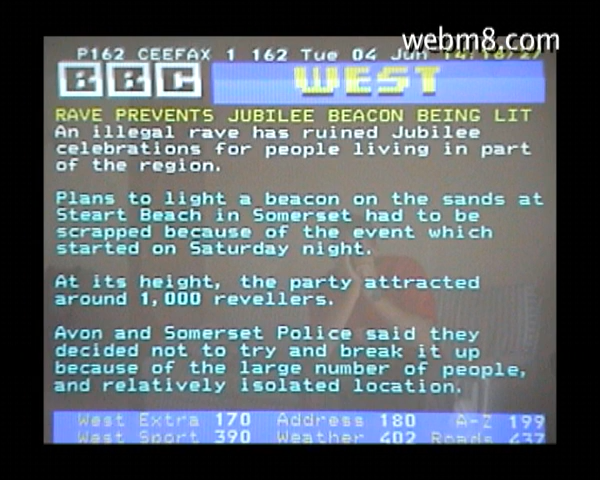 webm8.com
P162 CEEFAX 1 162 Tue 04 Jun
BBC WEST
RAVE PREVENTS JUBILEE BEACON BEING LIT
An illegal rave has ruined Jubilee
celebrations for people living in part
of the region.
Plans to light a beacon on the sands at
Steart Beach in Somerset had to be
scrapped because of the event which
started on Saturday night.
At its height, the party attracted
around 1,000 revellers.
Avon and Somerset Police said they
decided not to try and break it up
because of the large number of people,
and relatively isolated location.
West Extra 170 Address 180 A-Z 199
West Sport 390 Weather 402 Roads 437